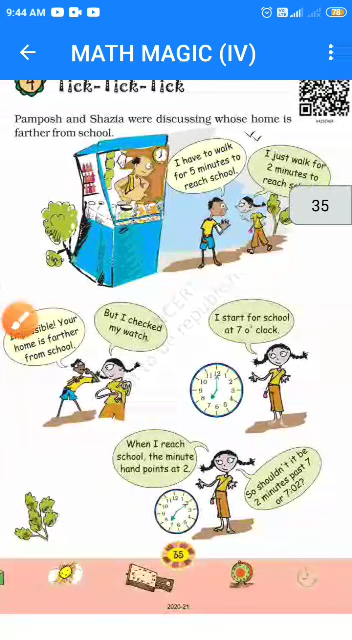 9:44 AM
78
MATH MAGIC (IV)
4
Tick-Tick-Tick
Pamposh and Shazia were discussing whose home is
farther from school.
I have to walk
for 5 minutes to
reach school.
I just walk for
2 minutes to
reach
35
Your
home is farther
from school.
But I checked
my watch.
I start for school
at 7 o' clock.
When I reach
school, the minute
hand points at 2.
So shouldn't it be
2 minutes past 7
or 7:02?
35
2020-21